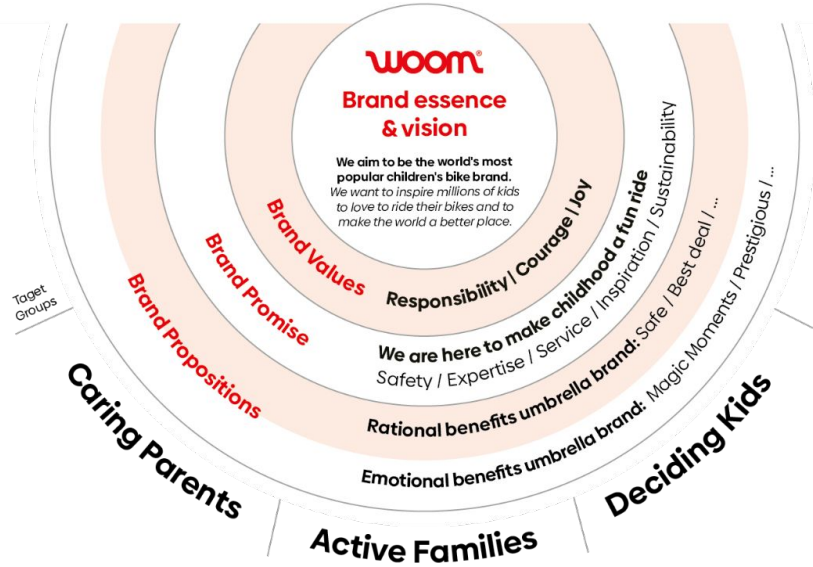 woom®
Brand essence
& vision
We aim to be the world's most
popular children's bike brand.
We want to inspire millions of kids
to love to ride their bikes and to
make the world a better place.
Brand Values
Responsibility | Courage | Joy
Brand Promise
We are here to make childhood a fun ride
Safety / Expertise / Service / Inspiration / Sustainability
Brand Propositions
Rational benefits umbrella brand: Safe / Best deal / ...
Emotional benefits umbrella brand: Magic Moments / Prestigious / ...
Taget
Groups
Caring Parents
Active Families
Deciding Kids